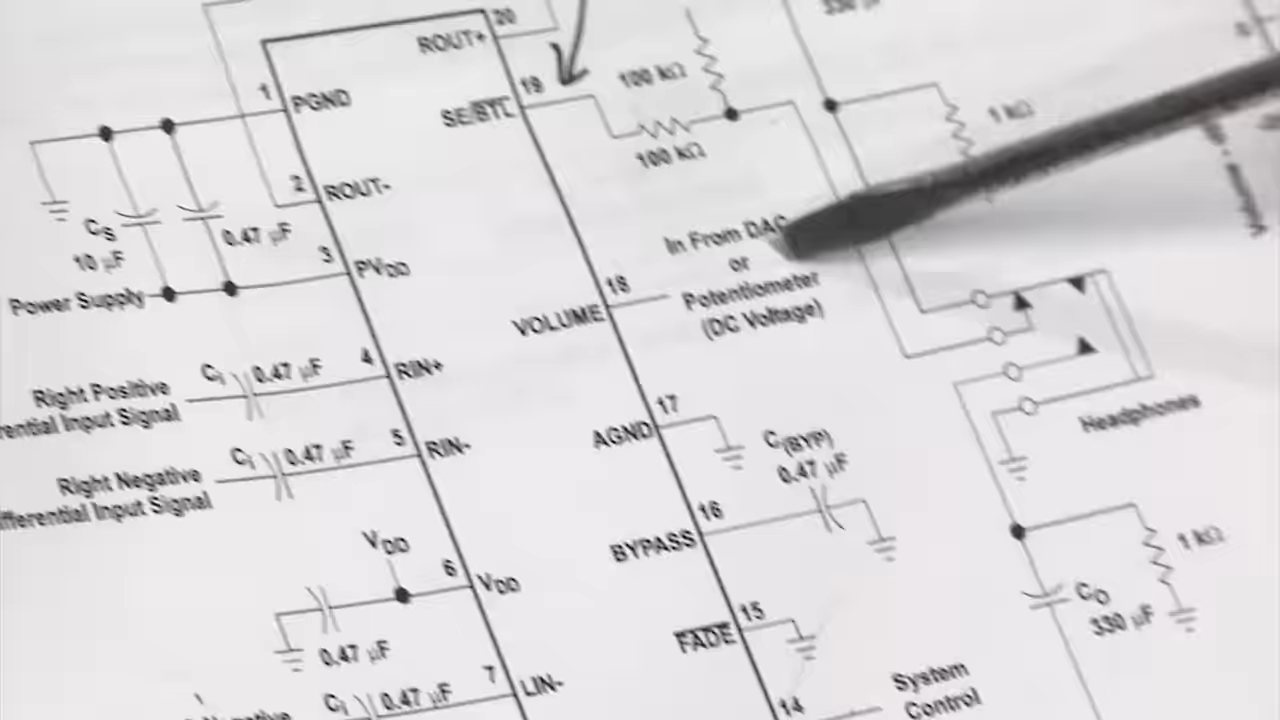 20
ROUT+
19
SE/BTL
1
PGND
2
ROUT-
CS
10 µF
0.47 µF
3
PVDD
Power Supply
100 kΩ
100 kΩ
1 kΩ
In From DAC
or
Potentiometer
(DC Voltage)
18
VOLUME
4
RIN+
Ci 0.47 µF
Right Positive
rential Input Signal
5
RIN-
Ci 0.47 µF
Right Negative
ifferential Input Signal
17
AGND
C(BYP)
0.47 µF
16
BYPASS
Headphones
VDD
6
VDD
0.47 µF
15
FADE
1 kΩ
CO
330 µF
7
LIN-
Ci 0.47 µF
14
System
Control